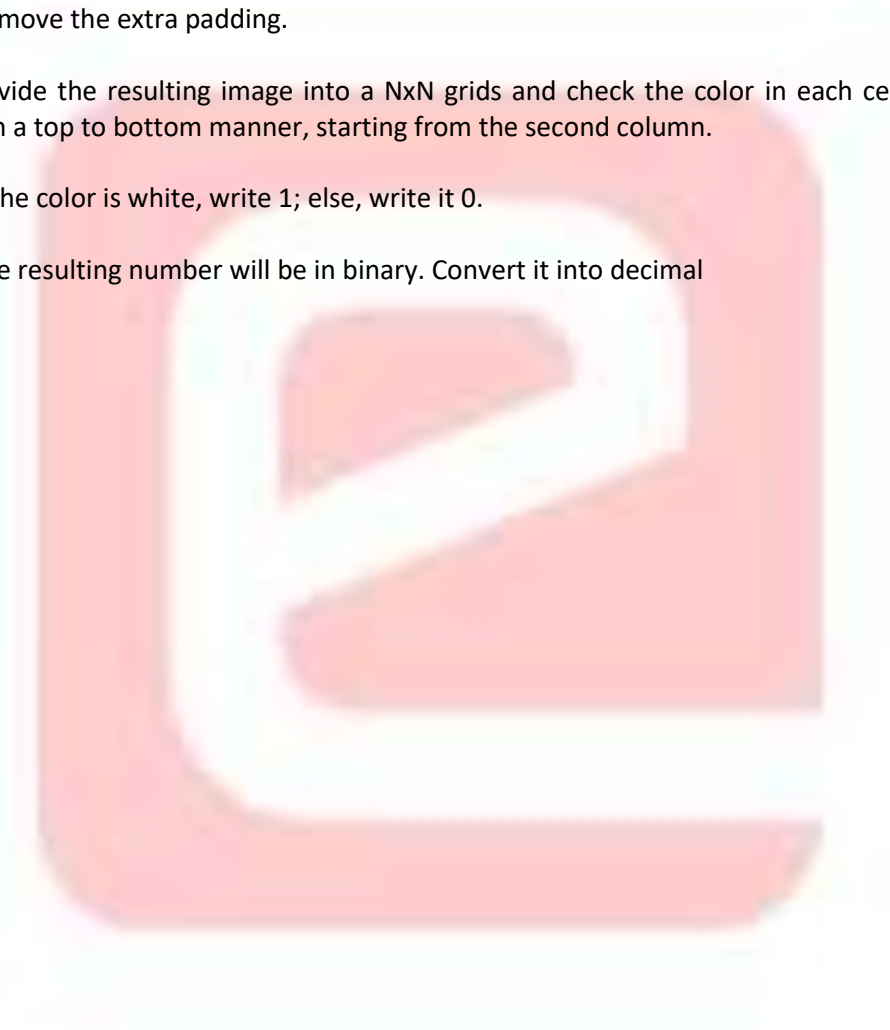 move the extra padding.
vide the resulting image into a NxN grids and check the color in each ce
n a top to bottom manner, starting from the second column.
he color is white, write 1; else, write it 0.
e resulting number will be in binary. Convert it into decimal